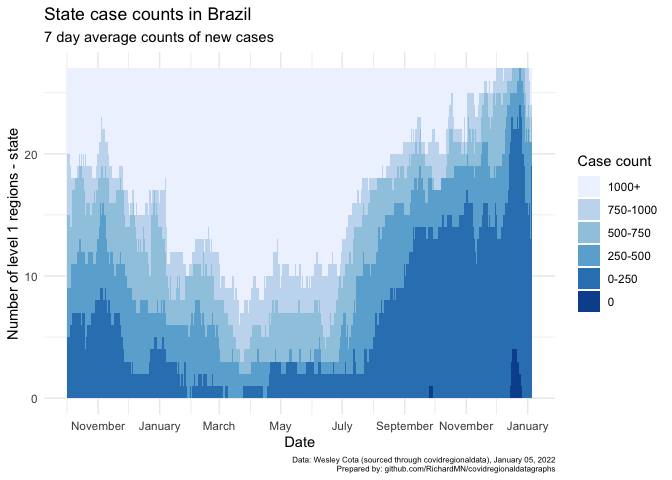 State case counts in Brazil
7 day average counts of new cases
Number of level 1 regions - state
20
10
0
November January March May July September November January
Date
Case count
1000+
750-1000
500-750
250-500
0-250
0
Data: Wesley Cota (sourced through covidregionaldata), January 05, 2022
Prepared by: github.com/RichardMN/covidregionaldatagraphs